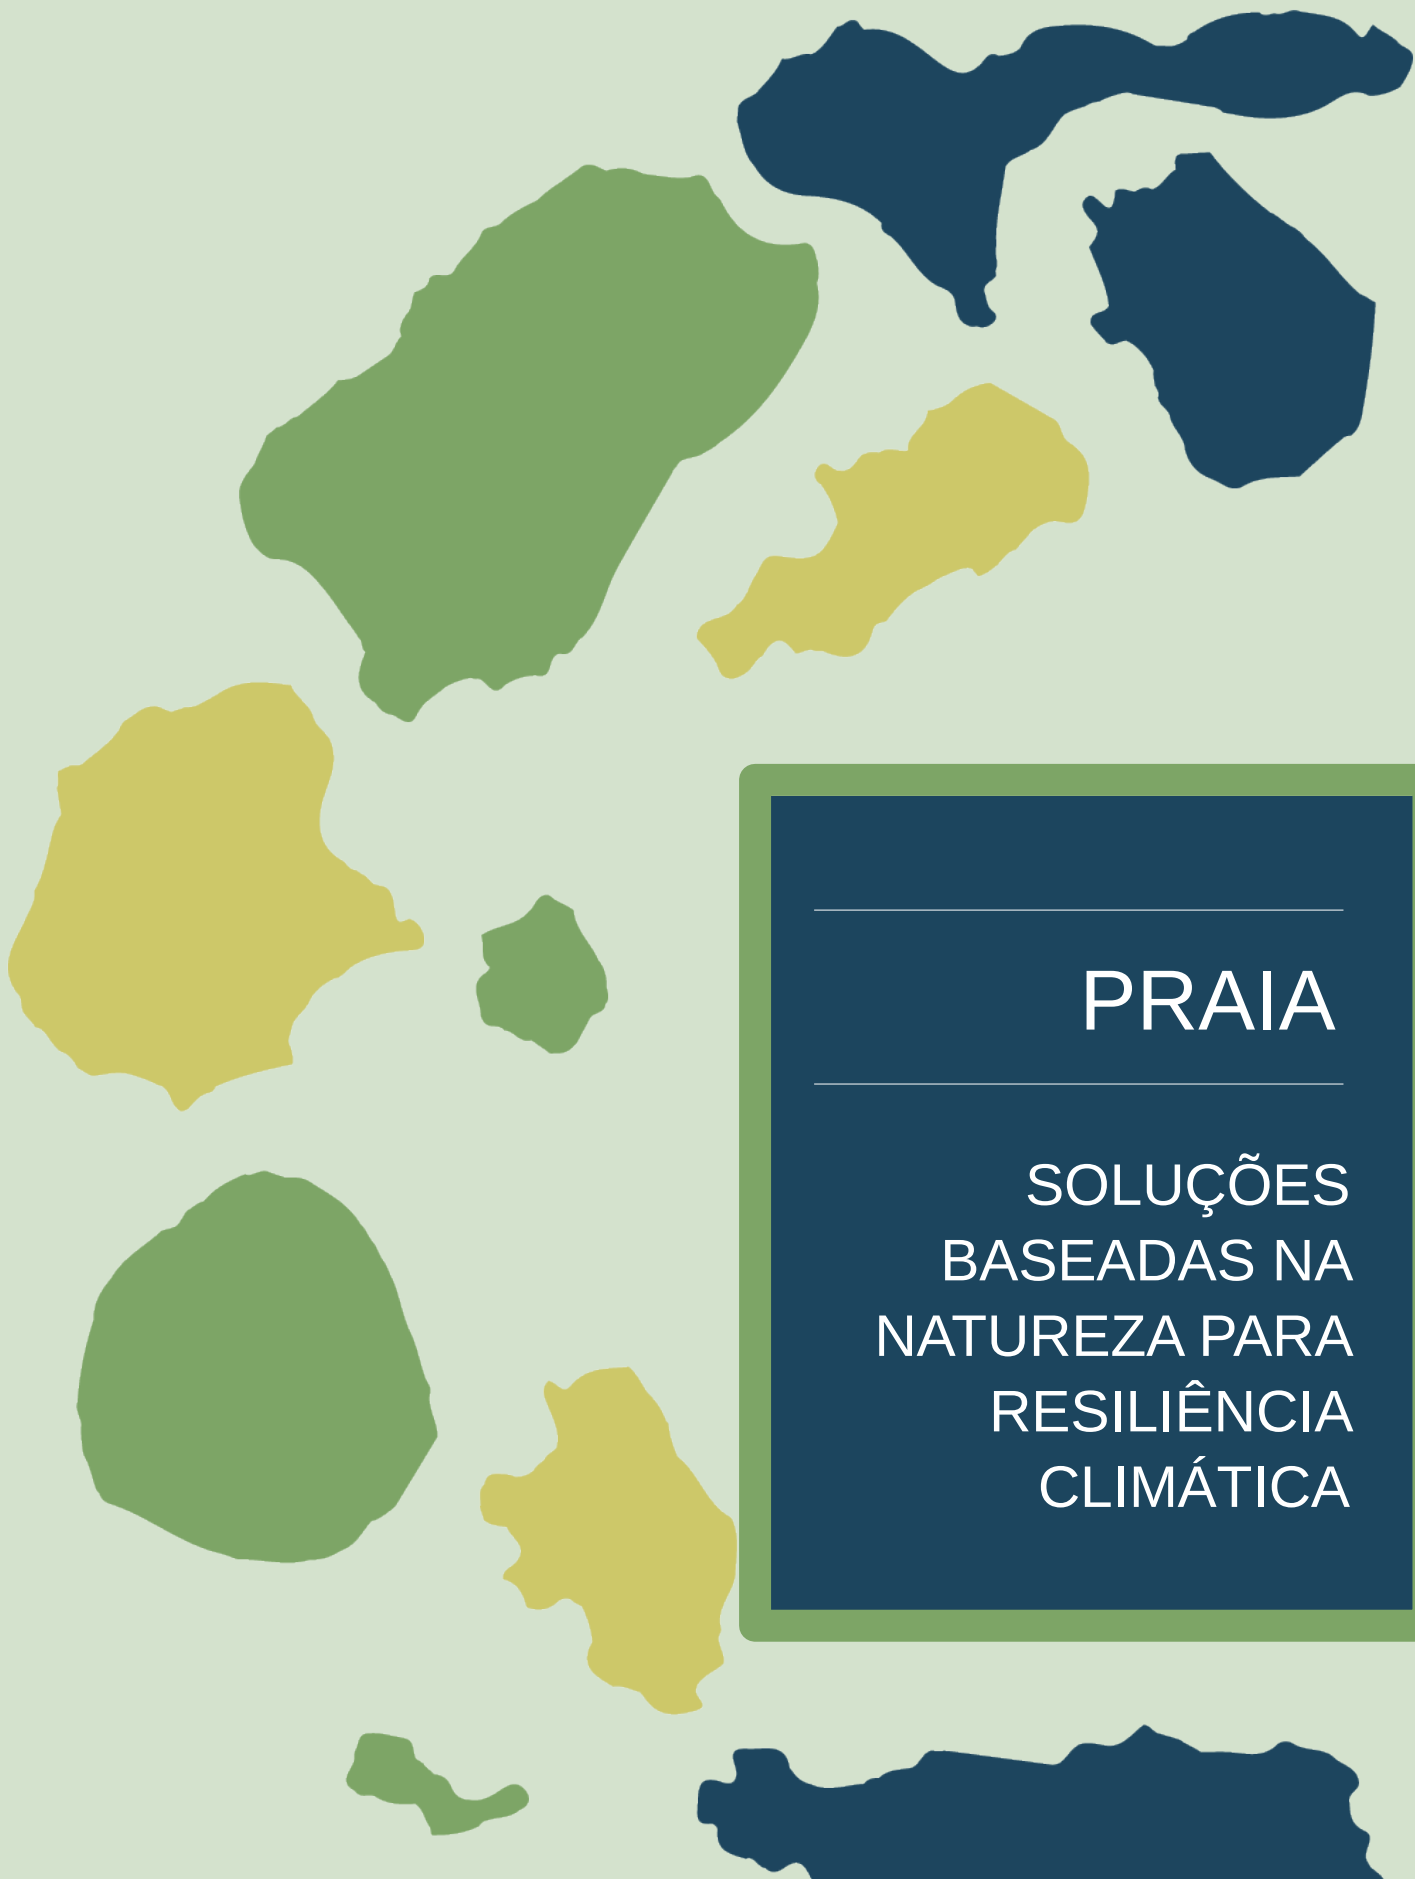 PRAIA
SOLUÇÕES
BASEADAS NA
NATUREZA PARA
RESILIÊNCIA
CLIMÁTICA